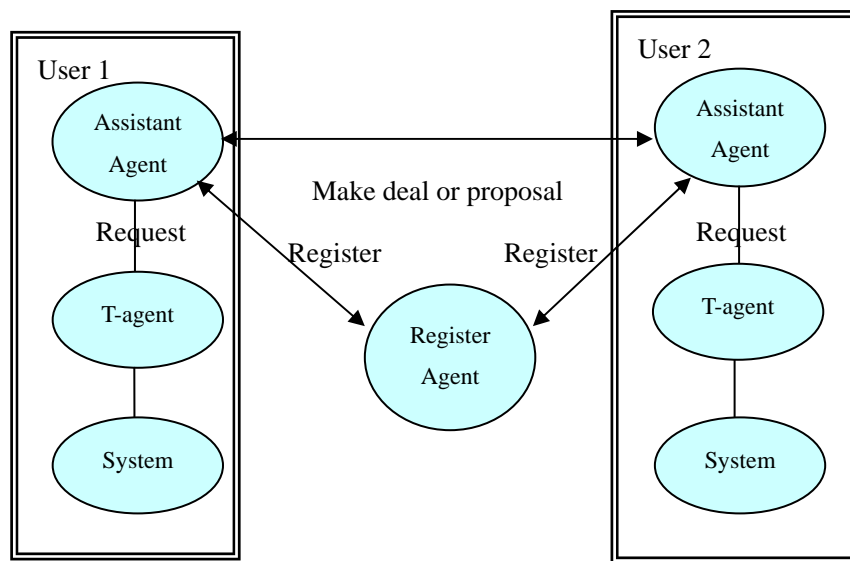 User 1
User 2
Assistant
Agent
Assistant
Agent
Make deal or proposal
Request
Register
Register
Request
T-agent
Register
Agent
T-agent
System
System